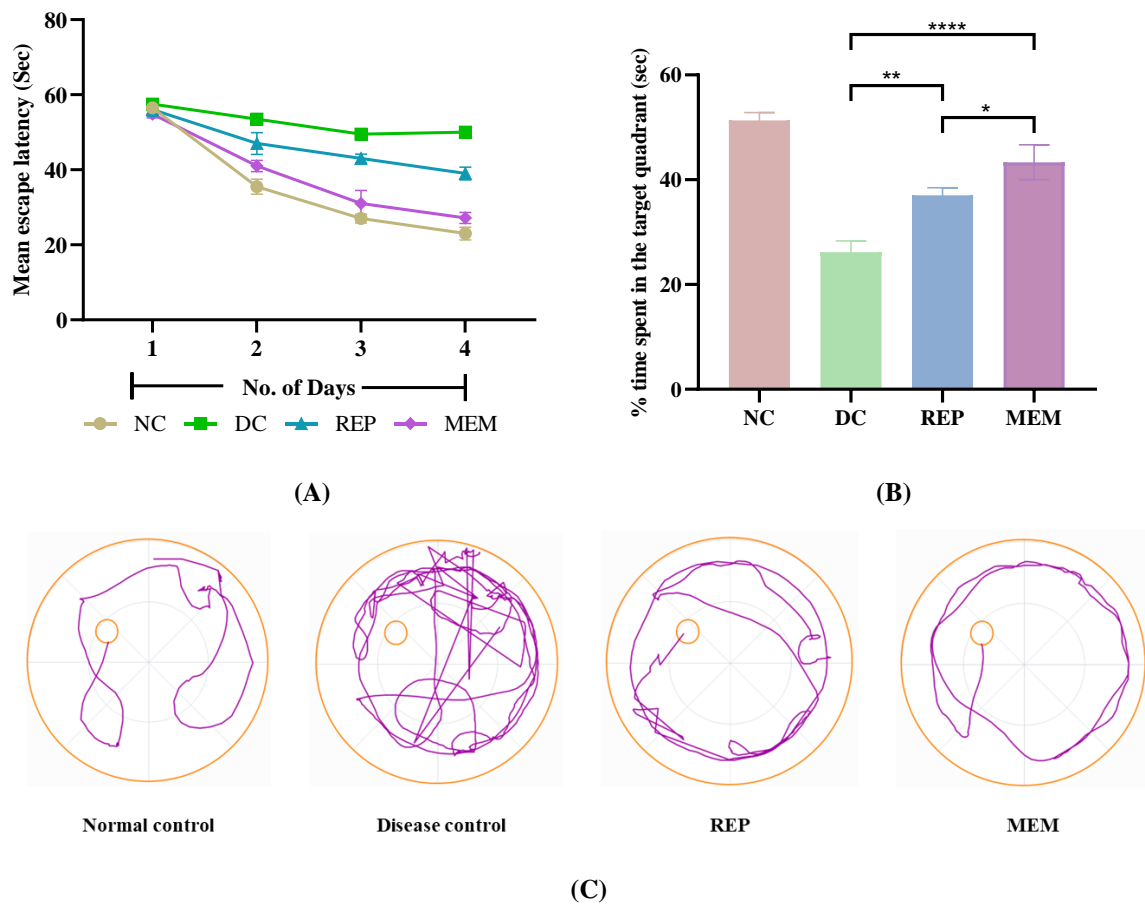 Mean escape latency (Sec)
80
60
40
20
0
1 2 3 4
No. of Days
NC DC REP MEM
(A)
% time spent in the target quadrant (sec)
60
40
20
0
****
**
*
NC DC REP MEM
(B)
Normal control Disease control REP MEM
(C)